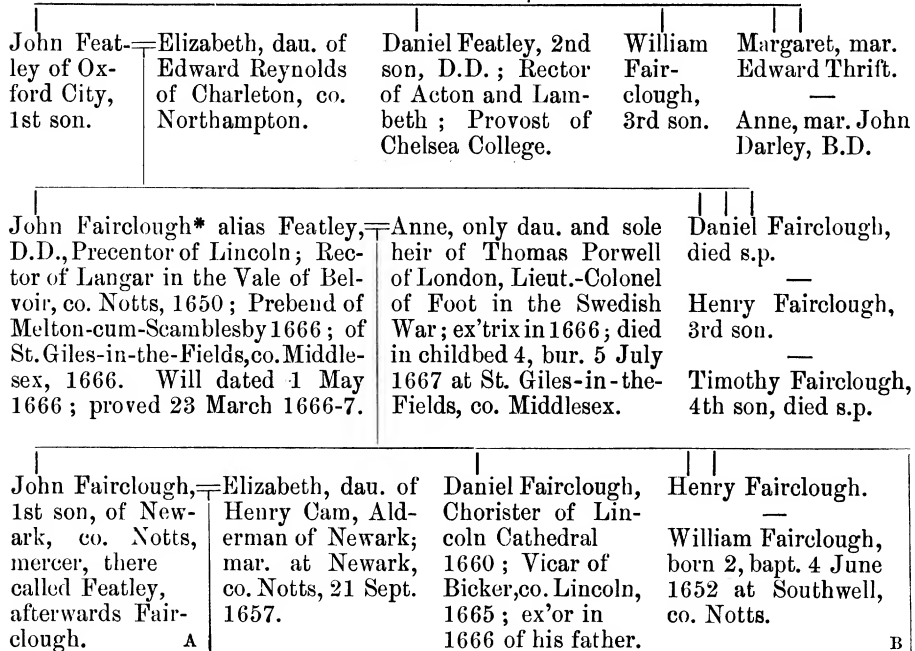 John Feat-
ley of Ox-
ford City,
1st son.
Elizabeth, dau. of
Edward Reynolds
of Charleton, co.
Northampton.
Daniel Featley, 2nd
son, D.D. ; Rector
of Acton and Lam-
beth ; Provost of
Chelsea College.
William
Fair-
clough,
3rd son.
Margaret, mar.
Edward Thrift.
—
Anne, mar. John
Darley, B.D.
John Fairclough* alias Featley,
D.D., Precentor of Lincoln; Rec-
tor of Langar in the Vale of Bel-
voir, co. Notts, 1650 ; Prebend of
Melton-cum-Scamblesby 1666 ; of
St. Giles-in-the-Fields, co. Middle-
sex, 1666. Will dated 1 May
1666 ; proved 23 March 1666-7.
Anne, only dau. and sole
heir of Thomas Porwell
of London, Lieut.-Colonel
of Foot in the Swedish
War; ex'trix in 1666; died
in childbed 4, bur. 5 July
1667 at St. Giles-in-the-
Fields, co. Middlesex.
Daniel Fairclough,
died s.p.
—
Henry Fairclough,
3rd son.
—
Timothy Fairclough,
4th son, died s.p.
John Fairclough,
1st son, of New-
ark, co. Notts,
mercer, there
called Featley,
afterwards Fair-
clough. A
Elizabeth, dau. of
Henry Cam, Ald-
erman of Newark;
mar. at Newark,
co. Notts, 21 Sept.
1657.
Daniel Fairclough,
Chorister of Lin-
coln Cathedral
1660 ; Vicar of
Bicker, co. Lincoln,
1665 ; ex'or in
1666 of his father.
Henry Fairclough.
—
William Fairclough,
born 2, bapt. 4 June
1652 at Southwell,
co. Notts.
B